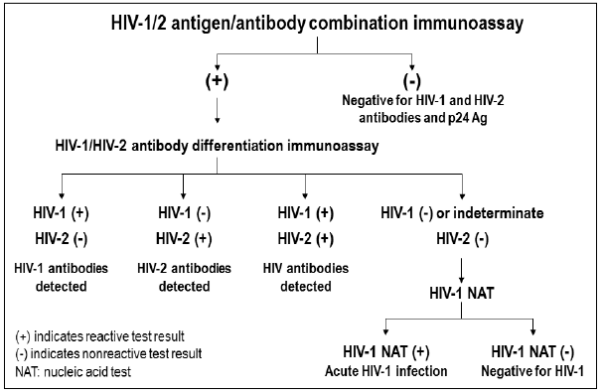 HIV-1/2 antigen/antibody combination immunoassay
(+)
(-)
Negative for HIV-1 and HIV-2
antibodies and p24 Ag
HIV-1/HIV-2 antibody differentiation immunoassay
HIV-1 (+)
HIV-2 (-)
HIV-1 antibodies
detected
HIV-1 (-)
HIV-2 (+)
HIV-2 antibodies
detected
HIV-1 (+)
HIV-2 (+)
HIV antibodies
detected
HIV-1 (-) or indeterminate
HIV-2 (-)
HIV-1 NAT
HIV-1 NAT (+)
Acute HIV-1 infection
HIV-1 NAT (-)
Negative for HIV-1
(+) indicates reactive test result
(-) indicates nonreactive test result
NAT: nucleic acid test